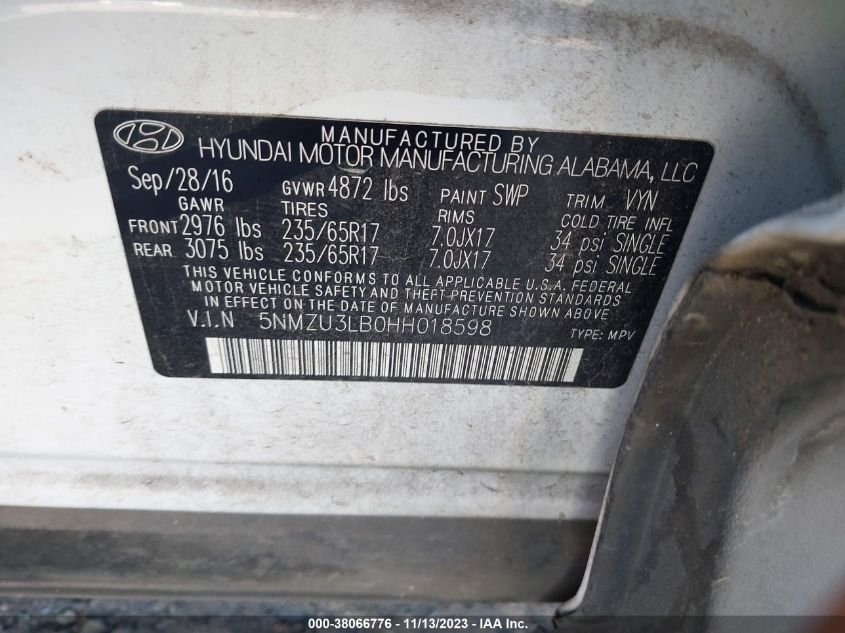 MANUFACTURED BY
HYUNDAI MOTOR MANUFACTURING ALABAMA, LLC
Sep/28/16 GVWR 4872 lbs PAINT SWP TRIM VYN
GAWR TIRES RIMS COLD TIRE INFL
FRONT 2976 lbs 235/65R17 7.0JX17 34 psi SINGLE
REAR 3075 lbs 235/65R17 7.0JX17 34 psi SINGLE
THIS VEHICLE CONFORMS TO ALL APPLICABLE U.S.A. FEDERAL
MOTOR VEHICLE SAFETY AND THEFT PREVENTION STANDARDS
IN EFFECT ON THE DATE OF MANUFACTURE SHOWN ABOVE.
V.I.N 5NMZU3LB0HH018598 TYPE: MPV
000-38066776 - 11/13/2023 - IAA Inc.